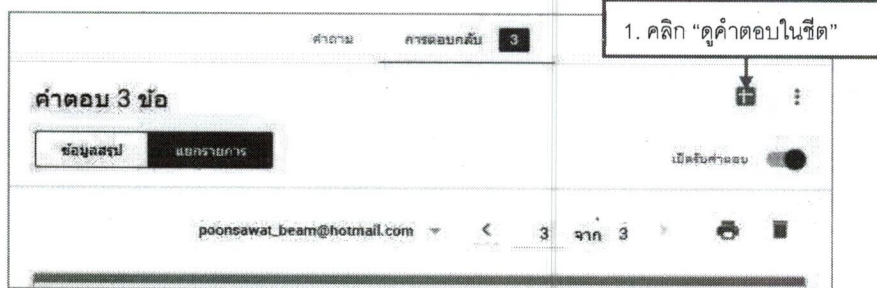 1. คลิก “ดูคำตอบในชีต”
คำถาม การตอบกลับ 3
คำตอบ 3 ข้อ
ข้อมูลสรุป แยกรายการ
เปิดรับคำตอบ
poonsawat_beam@hotmail.com 3 จาก 3